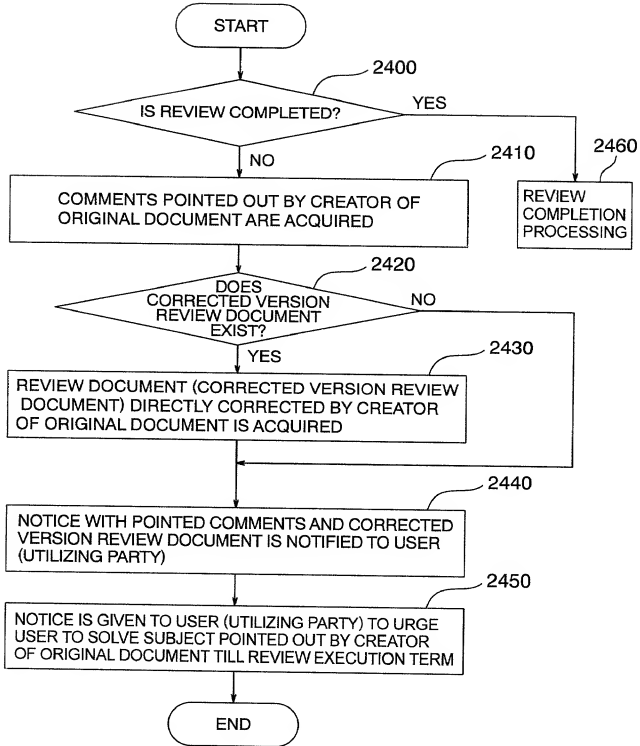 START
2400
IS REVIEW COMPLETED?
YES
NO
2410
2460
COMMENTS POINTED OUT BY CREATOR OF
ORIGINAL DOCUMENT ARE ACQUIRED
REVIEW
COMPLETION
PROCESSING
2420
DOES
CORRECTED VERSION
REVIEW DOCUMENT
EXIST?
NO
YES
2430
REVIEW DOCUMENT (CORRECTED VERSION REVIEW
DOCUMENT) DIRECTLY CORRECTED BY CREATOR
OF ORIGINAL DOCUMENT IS ACQUIRED
2440
NOTICE WITH POINTED COMMENTS AND CORRECTED
VERSION REVIEW DOCUMENT IS NOTIFIED TO USER
(UTILIZING PARTY)
2450
NOTICE IS GIVEN TO USER (UTILIZING PARTY) TO URGE
USER TO SOLVE SUBJECT POINTED OUT BY CREATOR
OF ORIGINAL DOCUMENT TILL REVIEW EXECUTION TERM
END